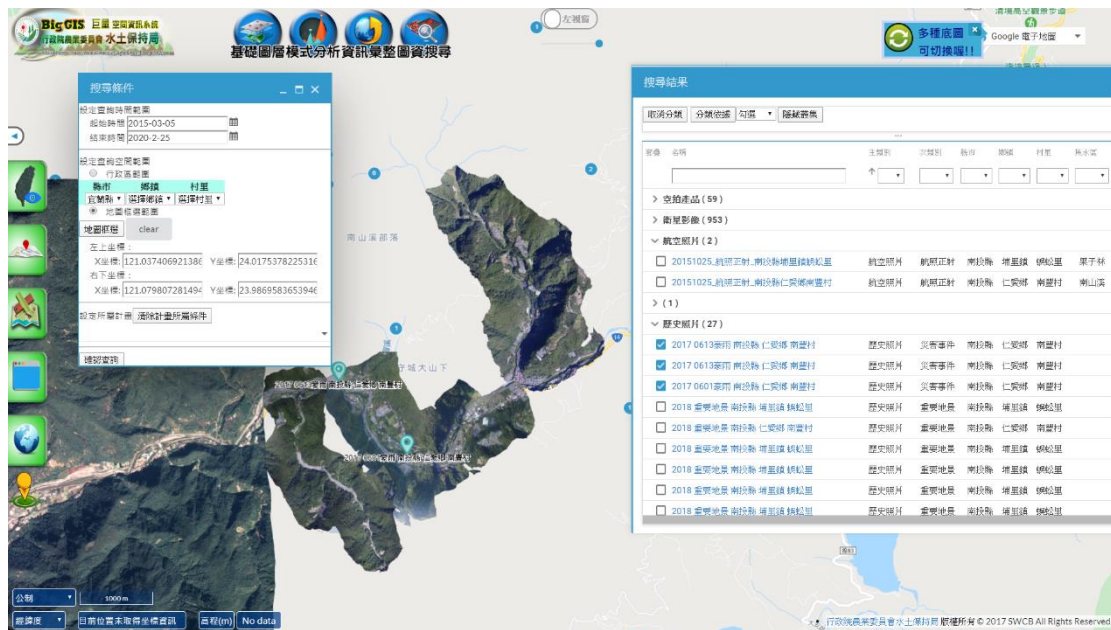 BigGIS 巨量空間資訊系統
行政院農業委員會 水土保持局
基礎圖層模式分析資訊彙整圖資搜尋
左視窗
多種底圖
可切換喔!!
Google 電子地圖
搜尋條件
設定查詢時間範圍
起始時間 2015-03-05
結束時間 2020-2-25
設定查詢空間範圍
行政區範圍
縣市 鄉鎮 村里
宜蘭縣 選擇鄉鎮 選擇村里
地圖框選範圍
地圖框選 clear
左上坐標:
X坐標: 121.03740692138 Y坐標: 24.0175378225316
右下坐標:
X坐標: 121.079807281494 Y坐標: 23.9869583653946
設定所屬計畫 清除計畫所屬條件
確認查詢
搜尋結果
取消分類 分類依據 勾選 隱藏叢集
名稱 主類別 次類別 縣市 鄉鎮 村里 集水區
空拍產品 (59)
衛星影像 (953)
航空照片 (2)
20151025_航照正射_南投縣埔里鎮蜈蚣里 航空照片 航照正射 南投縣 埔里鎮 蜈蚣里 果子林
20151025_航照正射_南投縣仁愛鄉南豐村 航空照片 航照正射 南投縣 仁愛鄉 南豐村 南山溪
(1)
歷史照片 (27)
2017 0613豪雨 南投縣 仁愛鄉 南豐村 歷史照片 災害事件 南投縣 仁愛鄉 南豐村
2017 0613豪雨 南投縣 仁愛鄉 南豐村 歷史照片 災害事件 南投縣 仁愛鄉 南豐村
2017 0601豪雨 南投縣 仁愛鄉 南豐村 歷史照片 災害事件 南投縣 仁愛鄉 南豐村
2018 重要地景 南投縣 埔里鎮 蜈蚣里 歷史照片 重要地景 南投縣 埔里鎮 蜈蚣里
2018 重要地景 南投縣 仁愛鄉 南豐村 歷史照片 重要地景 南投縣 仁愛鄉 南豐村
2018 重要地景 南投縣 埔里鎮 蜈蚣里 歷史照片 重要地景 南投縣 埔里鎮 蜈蚣里
2018 重要地景 南投縣 埔里鎮 蜈蚣里 歷史照片 重要地景 南投縣 埔里鎮 蜈蚣里
2018 重要地景 南投縣 埔里鎮 蜈蚣里 歷史照片 重要地景 南投縣 埔里鎮 蜈蚣里
2018 重要地景 南投縣 埔里鎮 蜈蚣里 歷史照片 重要地景 南投縣 埔里鎮 蜈蚣里
南山溪部落
守城大山下
公制 1000 m
經緯度 目前位置未取得坐標資訊 高程(m) No data
行政院農業委員會水土保持局 版權所有 © 2017 SWCB All Rights Reserved